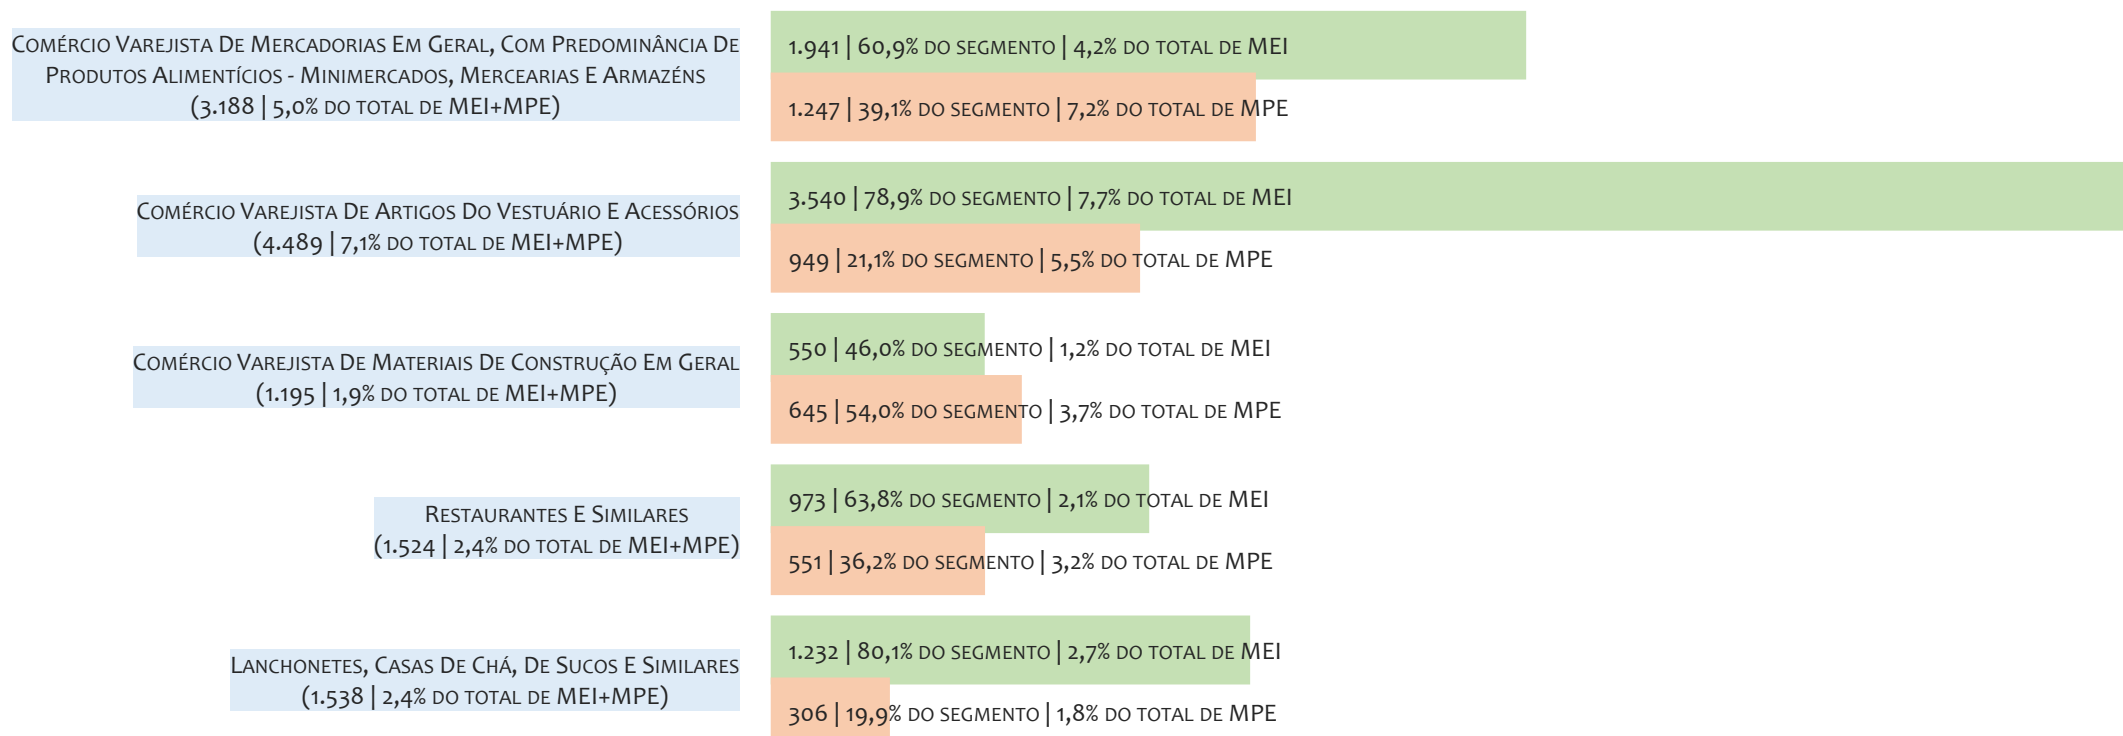 Comércio Varejista De Mercadorias Em Geral, Com Predominância De
Produtos Alimentícios - Minimercados, Mercearias E Armazéns
(3.188 | 5,0% do total de MEI+MPE)
1.941 | 60,9% do segmento | 4,2% do total de MEI
1.247 | 39,1% do segmento | 7,2% do total de MPE
Comércio Varejista De Artigos Do Vestuário E Acessórios
(4.489 | 7,1% do total de MEI+MPE)
3.540 | 78,9% do segmento | 7,7% do total de MEI
949 | 21,1% do segmento | 5,5% do total de MPE
Comércio Varejista De Materiais De Construção Em Geral
(1.195 | 1,9% do total de MEI+MPE)
550 | 46,0% do segmento | 1,2% do total de MEI
645 | 54,0% do segmento | 3,7% do total de MPE
Restaurantes E Similares
(1.524 | 2,4% do total de MEI+MPE)
973 | 63,8% do segmento | 2,1% do total de MEI
551 | 36,2% do segmento | 3,2% do total de MPE
Lanchonetes, Casas De Chá, De Sucos E Similares
(1.538 | 2,4% do total de MEI+MPE)
1.232 | 80,1% do segmento | 2,7% do total de MEI
306 | 19,9% do segmento | 1,8% do total de MPE